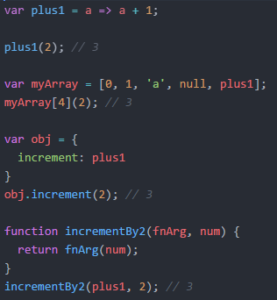 var plus1 = a => a + 1;
plus1(2); // 3
var myArray = [0, 1, 'a', null, plus1];
myArray[4](2); // 3
var obj = {
increment: plus1
}
obj.increment(2); // 3
function incrementBy2(fnArg, num) {
return fnArg(num);
}
incrementBy2(plus1, 2); // 3